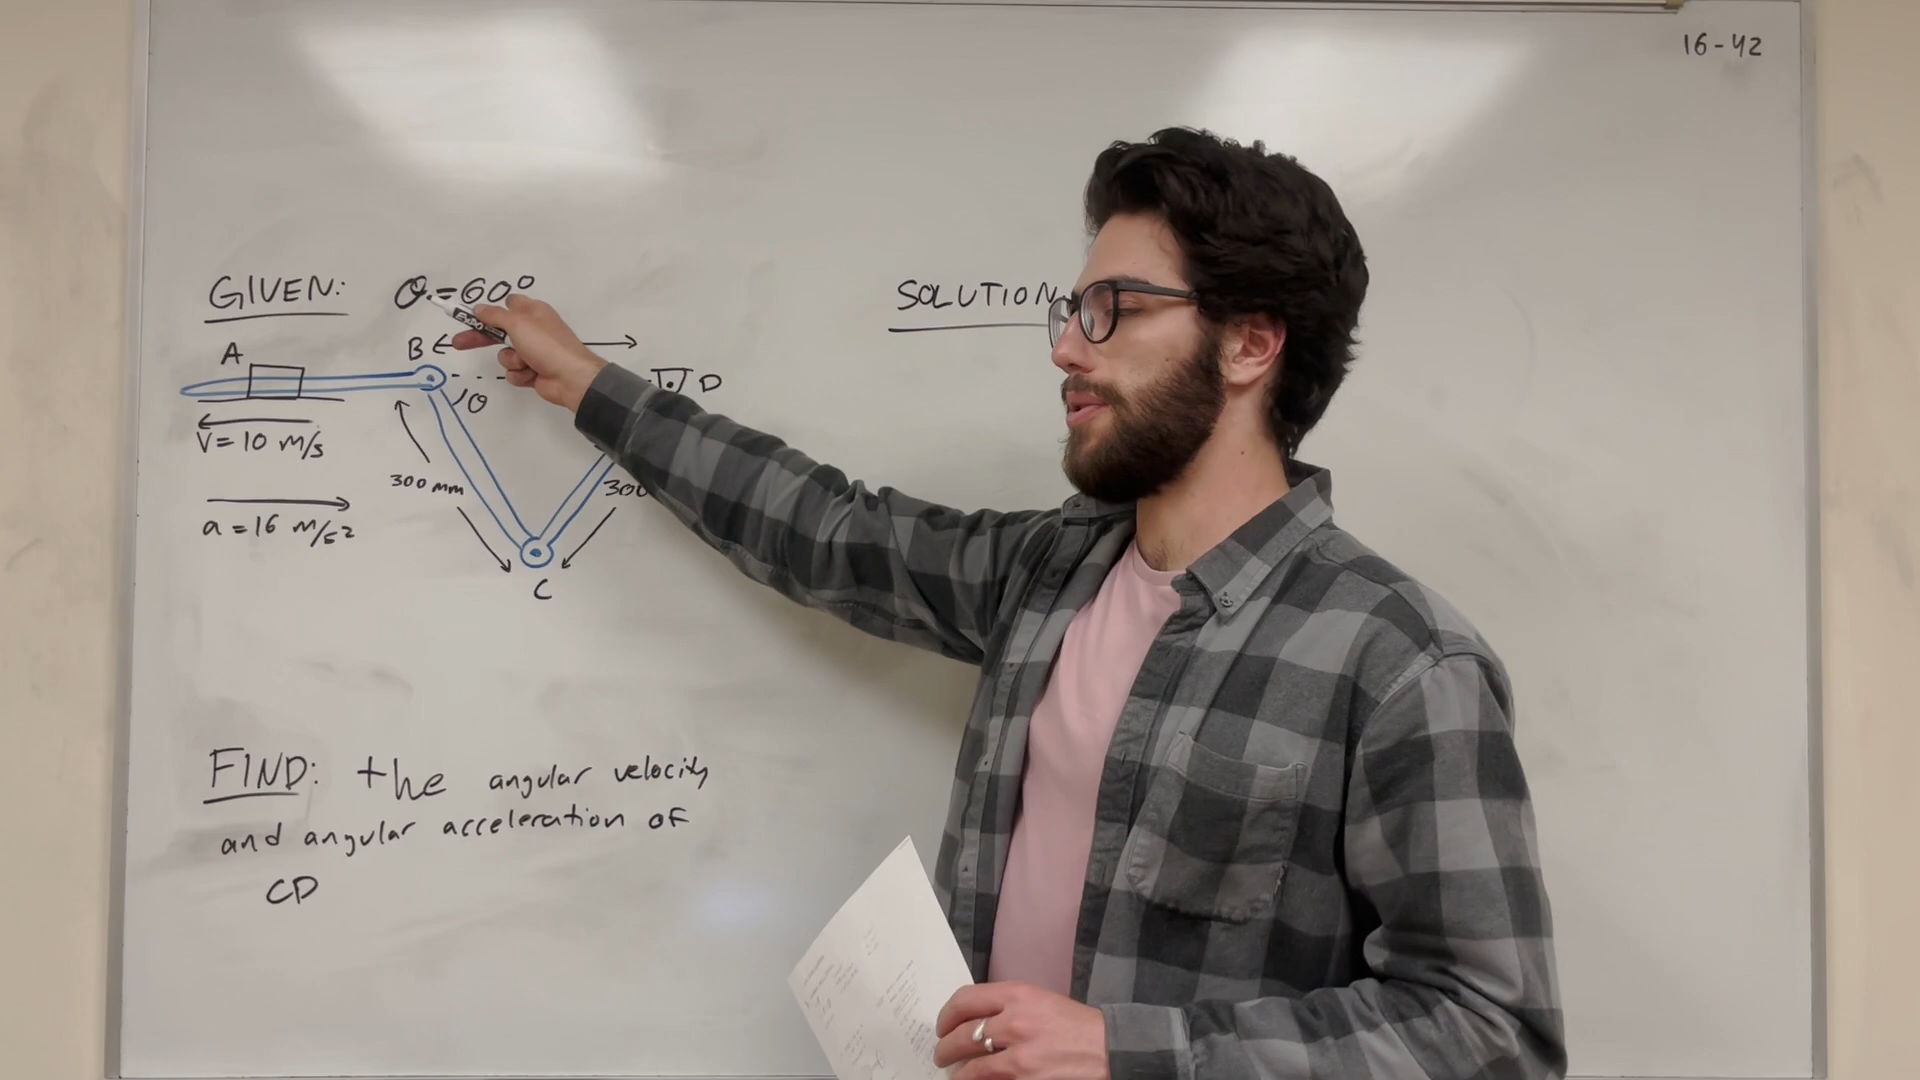 16-42
GIVEN: θ=60°
SOLUTION
A
B
D
θ
V=10 m/s
300 mm
300
a=16 m/s²
C
FIND: the angular velocity
and angular acceleration of
CD
EXPO